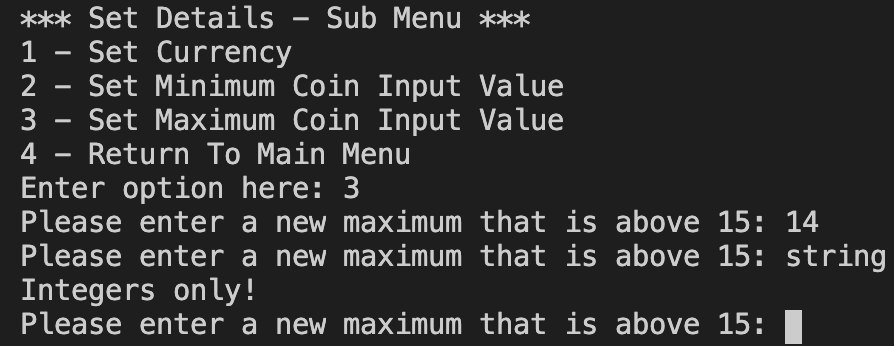 *** Set Details - Sub Menu ***
1 - Set Currency
2 - Set Minimum Coin Input Value
3 - Set Maximum Coin Input Value
4 - Return To Main Menu
Enter option here: 3
Please enter a new maximum that is above 15: 14
Please enter a new maximum that is above 15: string
Integers only!
Please enter a new maximum that is above 15: